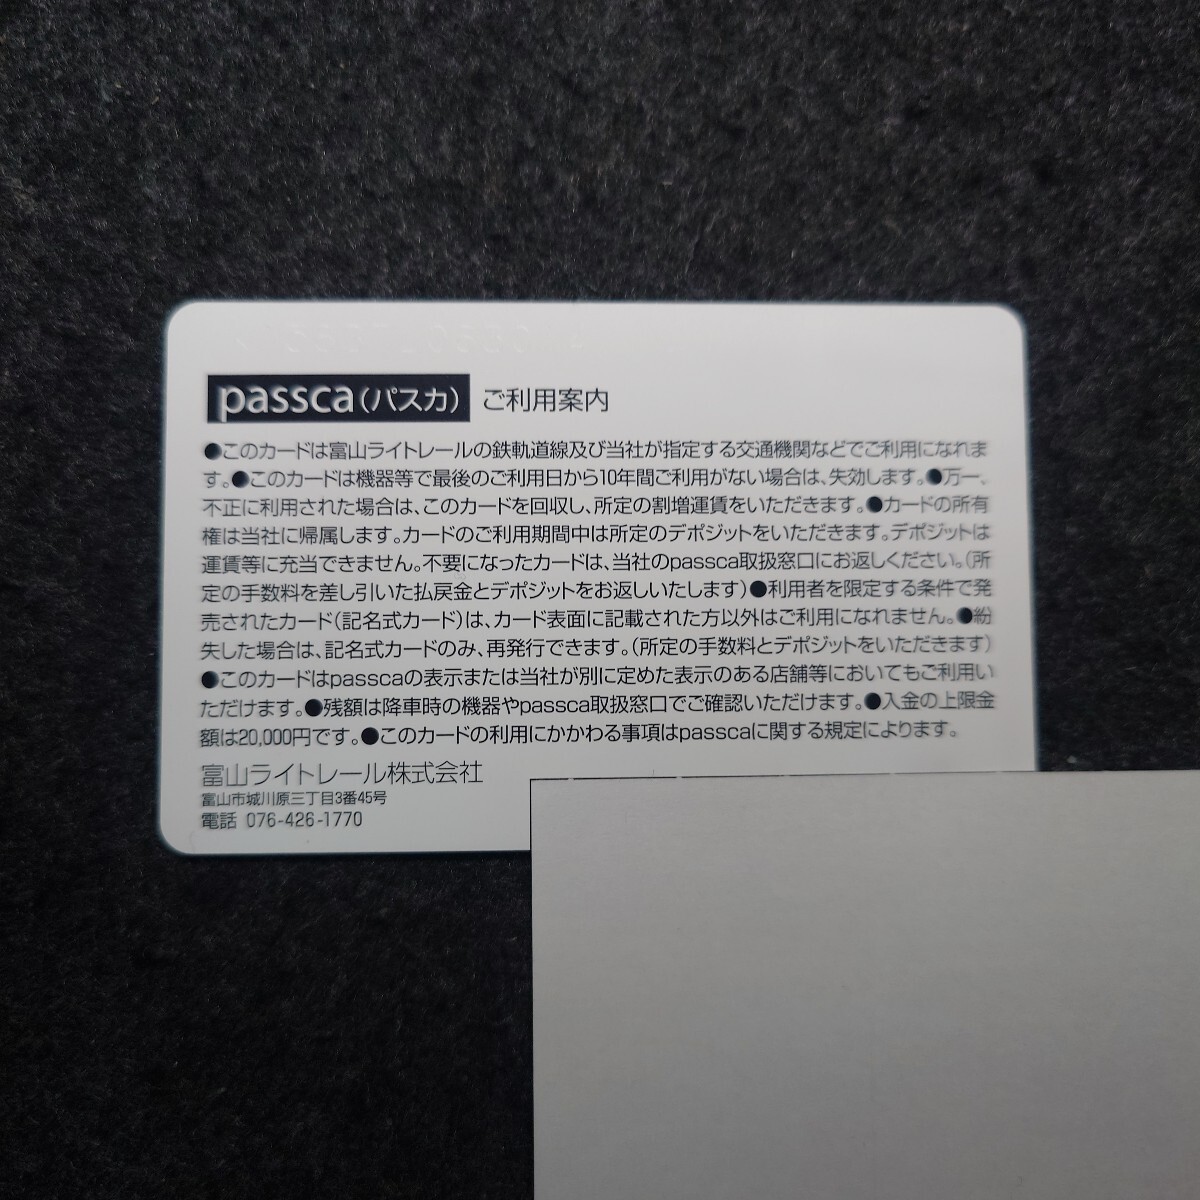 passca(パスカ) ご利用案内
●このカードは富山ライトレールの鉄軌道線及び当社が指定する交通機関などでご利用になれま
す。●このカードは機器等で最後のご利用日から10年間ご利用がない場合は、失効します。●万一、
不正に利用された場合は、このカードを回収し、所定の割増運賃をいただきます。●カードの所有
権は当社に帰属します。カードのご利用期間中は所定のデポジットをいただきます。デポジットは
運賃等に充当できません。不要になったカードは、当社のpassca取扱窓口にお返しください。(所
定の手数料を差し引いた払戻金とデポジットをお返しいたします)●利用者を限定する条件で発
売されたカード(記名式カード)は、カード表面に記載された方以外はご利用になれません。●紛
失した場合は、記名式カードのみ、再発行できます。(所定の手数料とデポジットをいただきます)
●このカードはpasscaの表示または当社が別に定めた表示のある店舗等においてもご利用い
ただけます。●残額は降車時の機器やpassca取扱窓口でご確認いただけます。●入金の上限金
額は20,000円です。●このカードの利用にかかわる事項はpasscaに関する規定によります。
富山ライトレール株式会社
富山市城川原三丁目3番45号
電話 076-426-1770